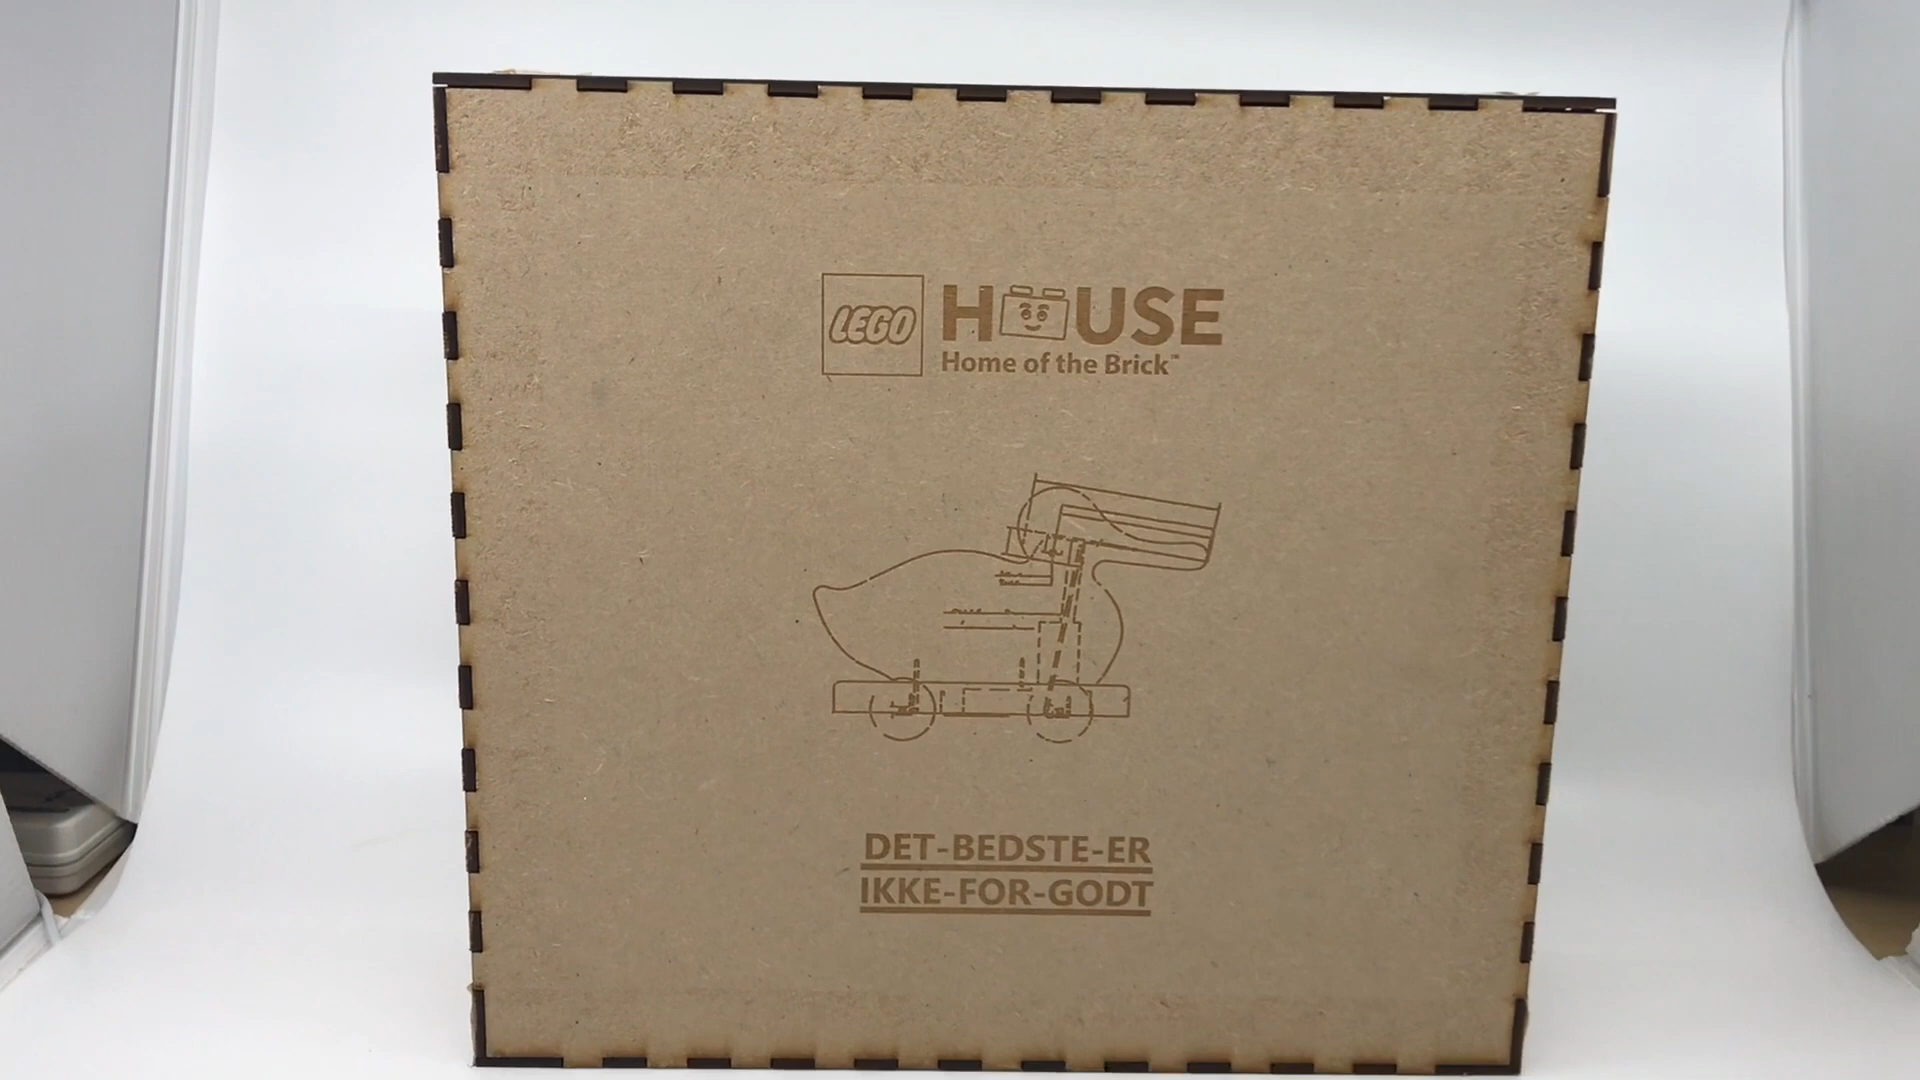 LEGO HOUSE
Home of the Brick™
DET-BEDSTE-ER
IKKE-FOR-GODT